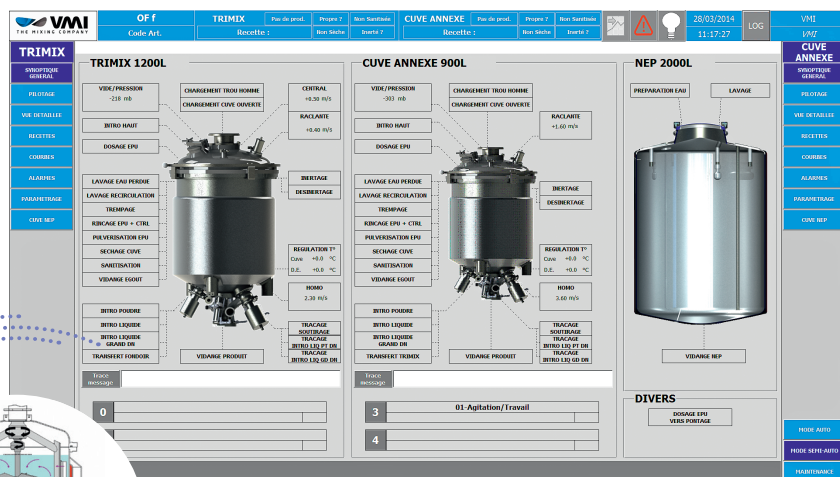 VMI
THE MIXING COMPANY
OF f
Code Art.
TRIMIX
Pas de prod.
Propre ?
Non Sanitisée
Recette :
Non Sèche
Inerté ?
CUVE ANNEXE
Pas de prod.
Propre ?
Non Sanitisée
Recette :
Non Sèche
Inerté ?
28/03/2014
11:17:27
LOG
VMI
VMI
TRIMIX
SYNOPTIQUE
GENERAL
PILOTAGE
VUE DETAILLEE
RECETTES
COURBES
ALARMES
PARAMETRAGE
CUVE NEP
TRIMIX 1200L
VIDE/PRESSION
-218 mb
CHARGEMENT TROU HOMME
CHARGEMENT CUVE OUVERTE
CENTRAL
+0.50 m/s
RACLANTE
+0.40 m/s
INTRO HAUT
DOSAGE EPU
LAVAGE EAU PERDUE
LAVAGE RECIRCULATION
TREMPAGE
RINCAGE EPU + CTRL
PULVERISATION EPU
SECHAGE CUVE
SANITISATION
VIDANGE EGOUT
INERTAGE
DESINERTAGE
REGULATION T°
Cuve +0.0 °C
D.E. +0.0 °C
HOMO
2.30 m/s
INTRO POUDRE
INTRO LIQUIDE
INTRO LIQUIDE
GRAND DN
TRANSFERT FONDOIR
VIDANGE PRODUIT
TRACAGE
SOUTIRAGE
TRACAGE
INTRO LIQ PT DN
TRACAGE
INTRO LIQ GD DN
Trace
message
0
CUVE ANNEXE 900L
VIDE/PRESSION
-303 mb
CHARGEMENT TROU HOMME
CHARGEMENT CUVE OUVERTE
RACLANTE
+1.60 m/s
INTRO HAUT
DOSAGE EPU
LAVAGE EAU PERDUE
LAVAGE RECIRCULATION
TREMPAGE
RINCAGE EPU + CTRL
PULVERISATION EPU
SECHAGE CUVE
SANITISATION
VIDANGE EGOUT
INERTAGE
DESINERTAGE
REGULATION T°
Cuve +0.0 °C
D.E. +0.0 °C
HOMO
3.60 m/s
INTRO POUDRE
INTRO LIQUIDE
INTRO LIQUIDE
GRAND DN
TRANSFERT TRIMIX
VIDANGE PRODUIT
TRACAGE
SOUTIRAGE
TRACAGE
INTRO LIQ PT DN
TRACAGE
INTRO LIQ GD DN
Trace
message
3
01-Agitation/Travail
4
NEP 2000L
PREPARATION EAU
LAVAGE
VIDANGE NEP
DIVERS
DOSAGE EPU
VERS PONTAGE
CUVE
ANNEXE
SYNOPTIQUE
GENERAL
PILOTAGE
VUE DETAILLEE
RECETTES
COURBES
ALARMES
PARAMETRAGE
CUVE NEP
MODE AUTO
MODE SEMI-AUTO
MAINTENANCE